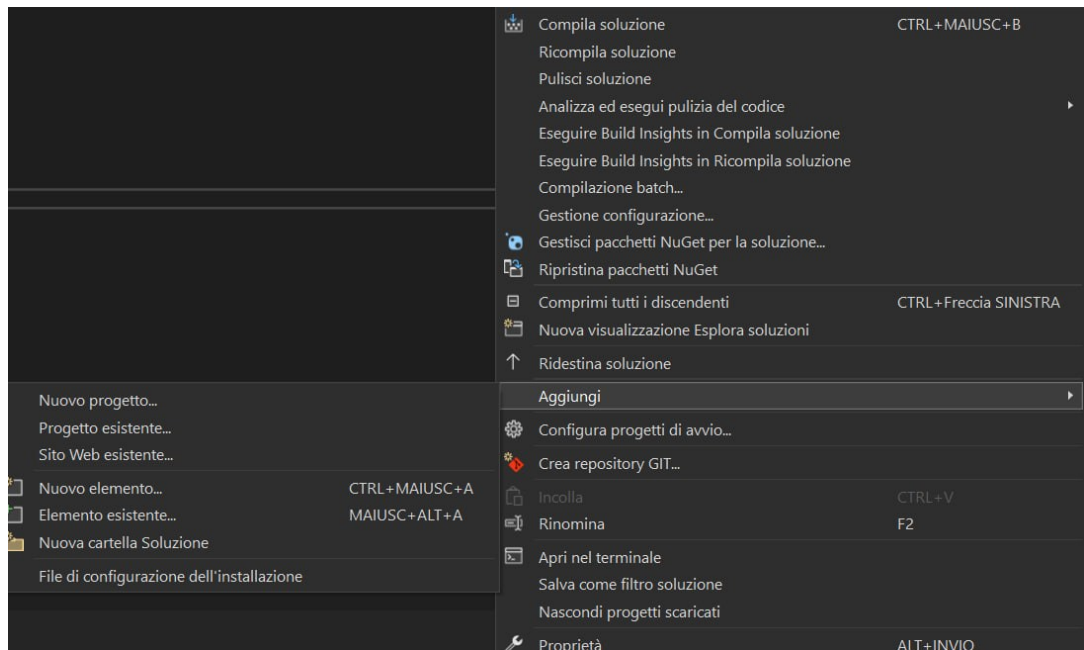 Compila soluzione CTRL+MAIUSC+B
Ricompila soluzione
Pulisci soluzione
Analizza ed esegui pulizia del codice
Eseguire Build Insights in Compila soluzione
Eseguire Build Insights in Ricompila soluzione
Compilazione batch...
Gestione configurazione...
Gestisci pacchetti NuGet per la soluzione...
Ripristina pacchetti NuGet
Comprimi tutti i discendenti CTRL+Freccia SINISTRA
Nuova visualizzazione Esplora soluzioni
Ridestina soluzione
Aggiungi
Configura progetti di avvio...
Crea repository GIT...
Incolla CTRL+V
Rinomina F2
Apri nel terminale
Salva come filtro soluzione
Nascondi progetti scaricati
Proprietà ALT+INVIO
Nuovo progetto...
Progetto esistente...
Sito Web esistente...
Nuovo elemento... CTRL+MAIUSC+A
Elemento esistente... MAIUSC+ALT+A
Nuova cartella Soluzione
File di configurazione dell'installazione